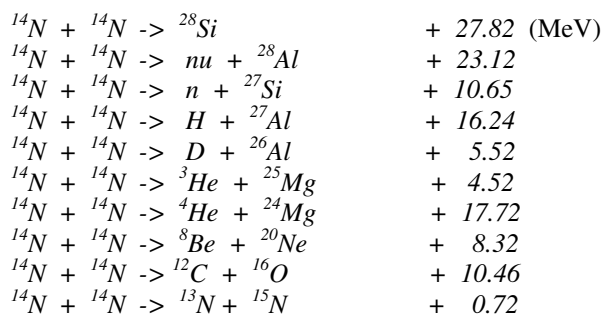 ¹⁴N + ¹⁴N -> ²⁸Si + 27.82 (MeV)
¹⁴N + ¹⁴N -> nu + ²⁸Al + 23.12
¹⁴N + ¹⁴N -> n + ²⁷Si + 10.65
¹⁴N + ¹⁴N -> H + ²⁷Al + 16.24
¹⁴N + ¹⁴N -> D + ²⁶Al + 5.52
¹⁴N + ¹⁴N -> ³He + ²⁵Mg + 4.52
¹⁴N + ¹⁴N -> ⁴He + ²⁴Mg + 17.72
¹⁴N + ¹⁴N -> ⁸Be + ²⁰Ne + 8.32
¹⁴N + ¹⁴N -> ¹²C + ¹⁶O + 10.46
¹⁴N + ¹⁴N -> ¹³N + ¹⁵N + 0.72